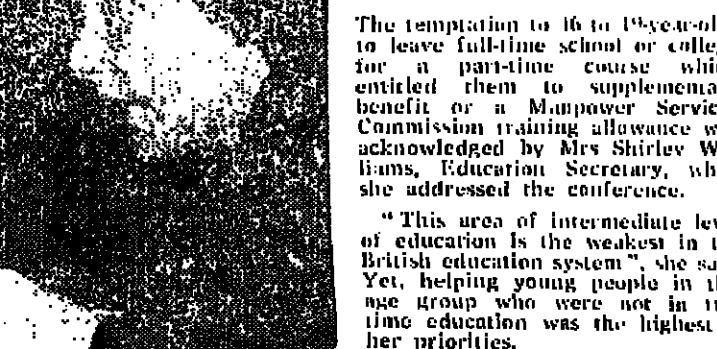 The temptation to 16 to 19-year-ol
to leave full-time school or colle
for a part-time course whi
entitled them to supplementa
benefit or a Manpower Servic
Commission training allowance w
acknowledged by Mrs Shirley W
liams, Education Secretary, wh
she addressed the conference.
"This area of intermediate lev
of education is the weakest in t
British education system", she sa
Yet, helping young people in th
age group who were not in fu
time education was the highest
her priorities.